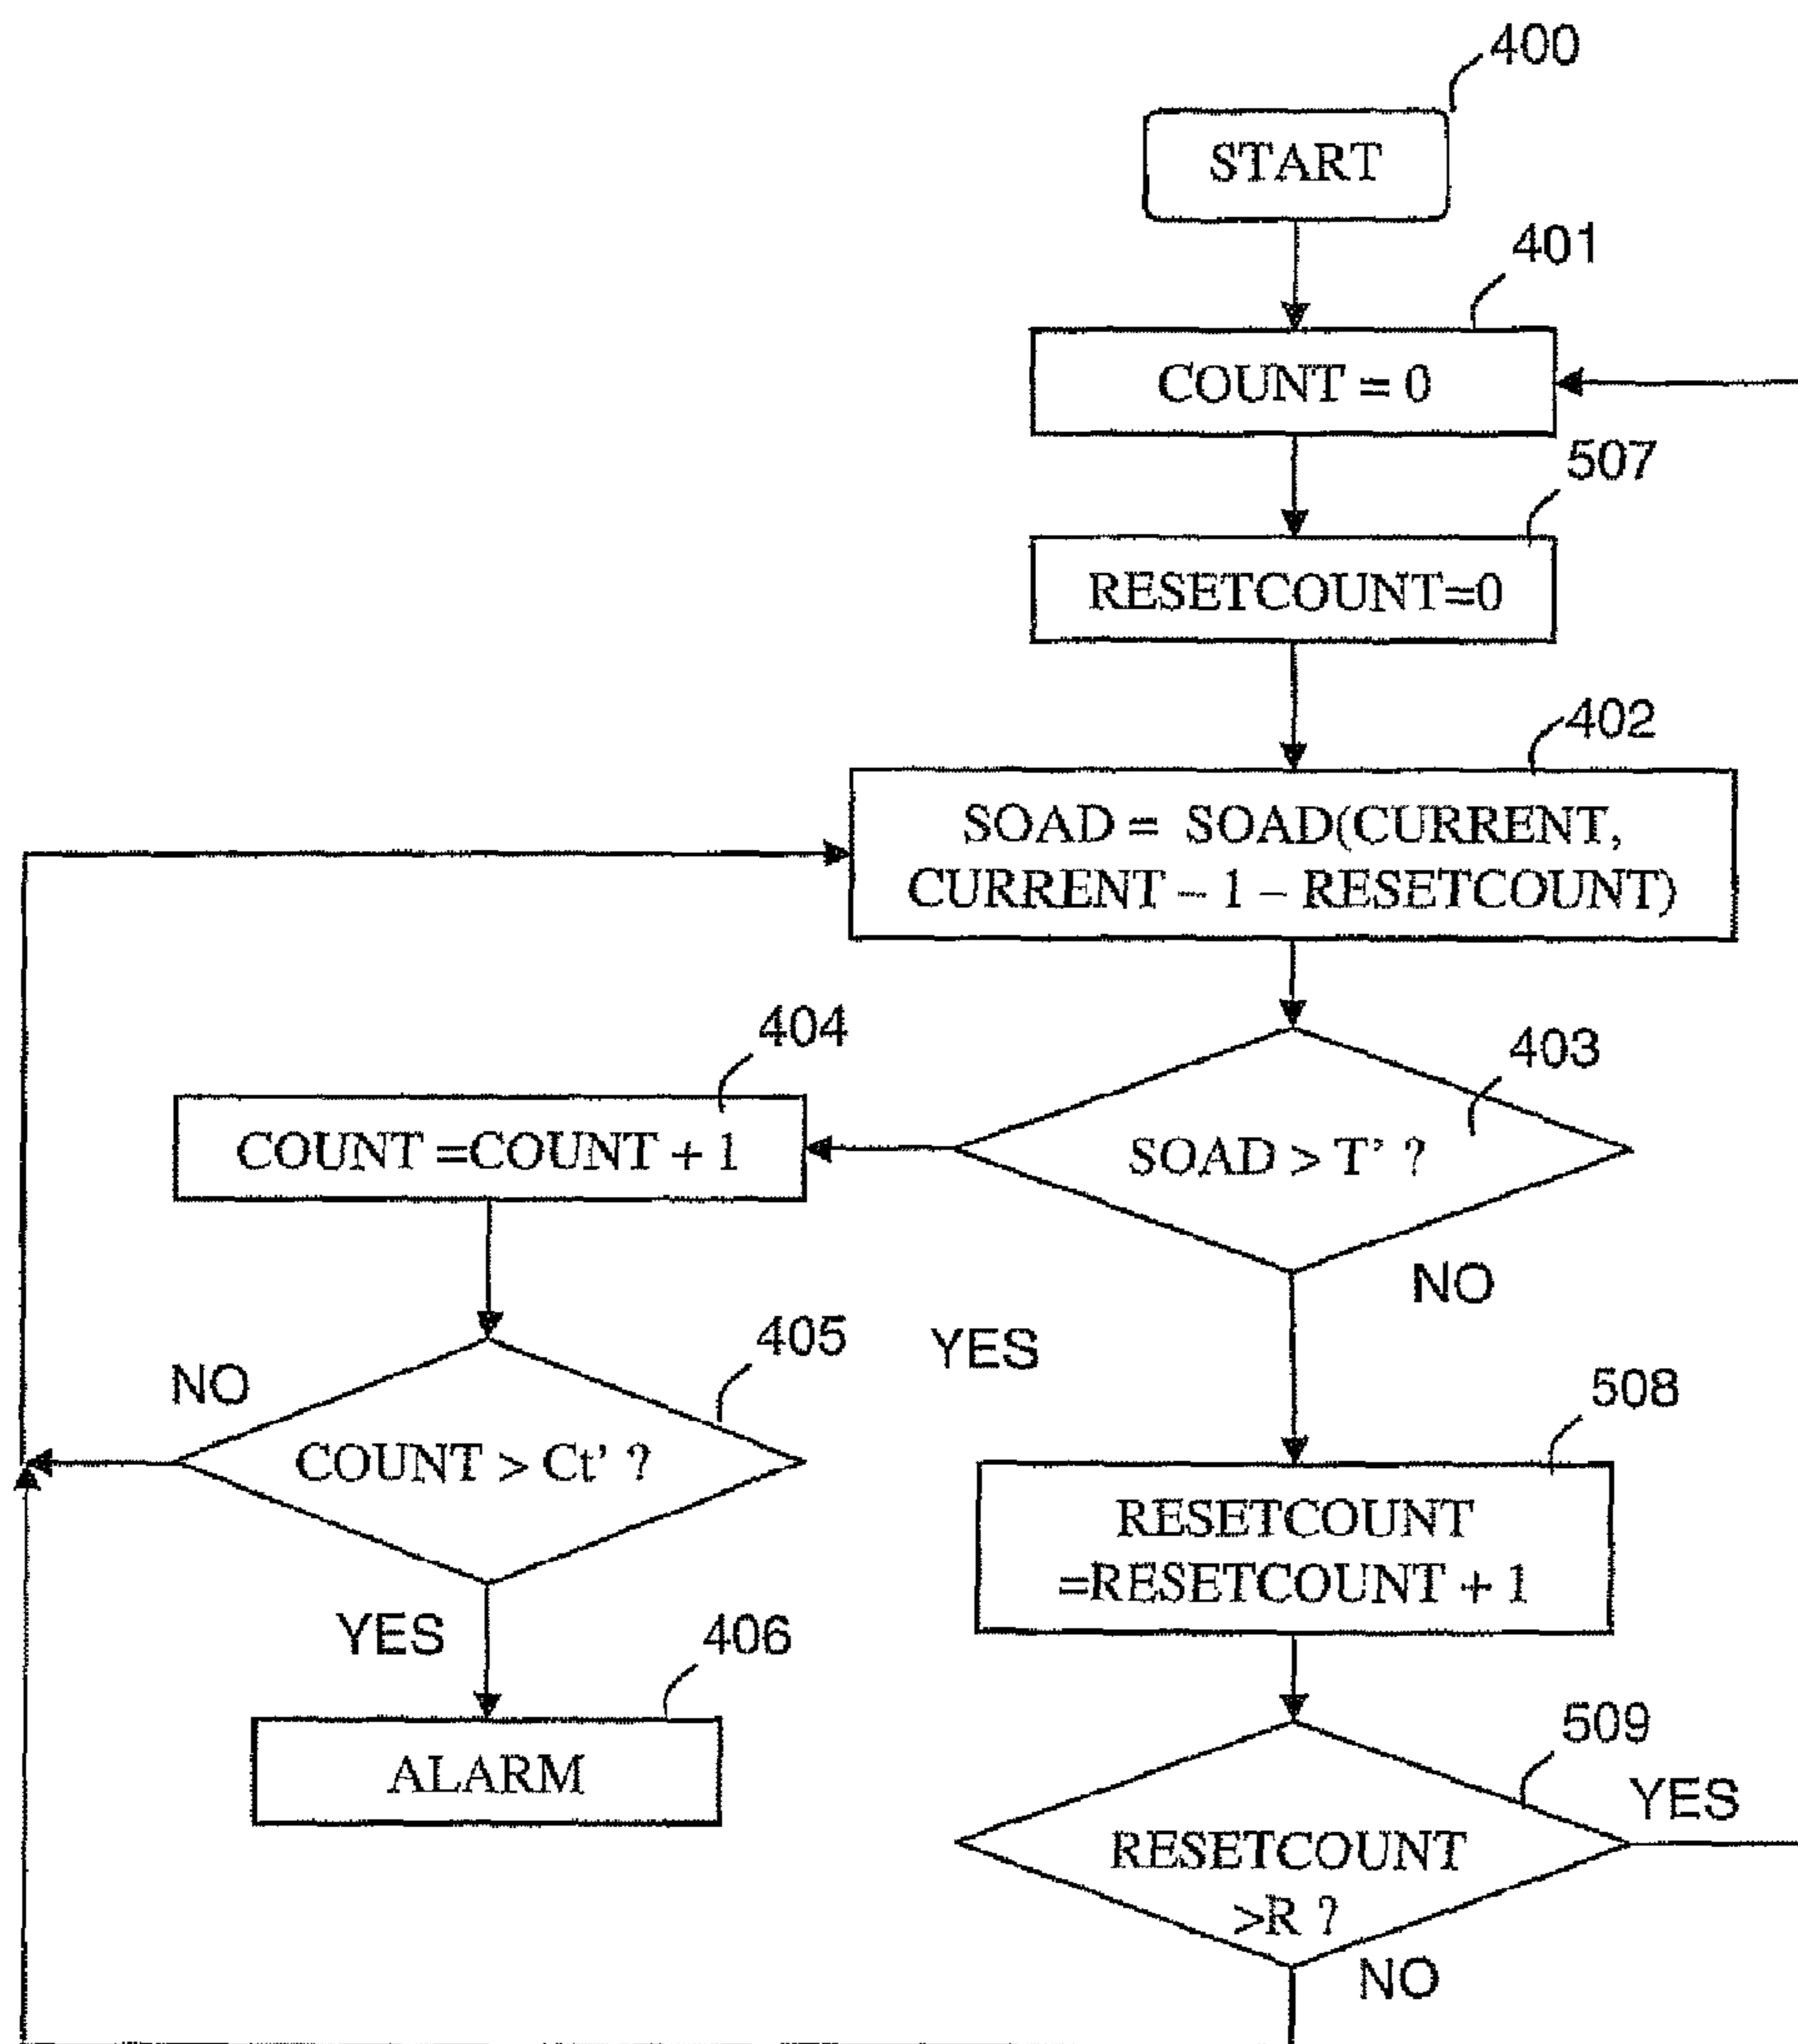 400
START
401
COUNT = 0
507
RESETCOUNT=0
402
SOAD = SOAD(CURRENT,
CURRENT – 1 – RESETCOUNT)
404
COUNT =COUNT + 1
403
SOAD > T' ?
NO
YES
405
NO
COUNT > Ct' ?
508
RESETCOUNT
=RESETCOUNT + 1
YES
406
ALARM
509
YES
RESETCOUNT
>R ?
NO